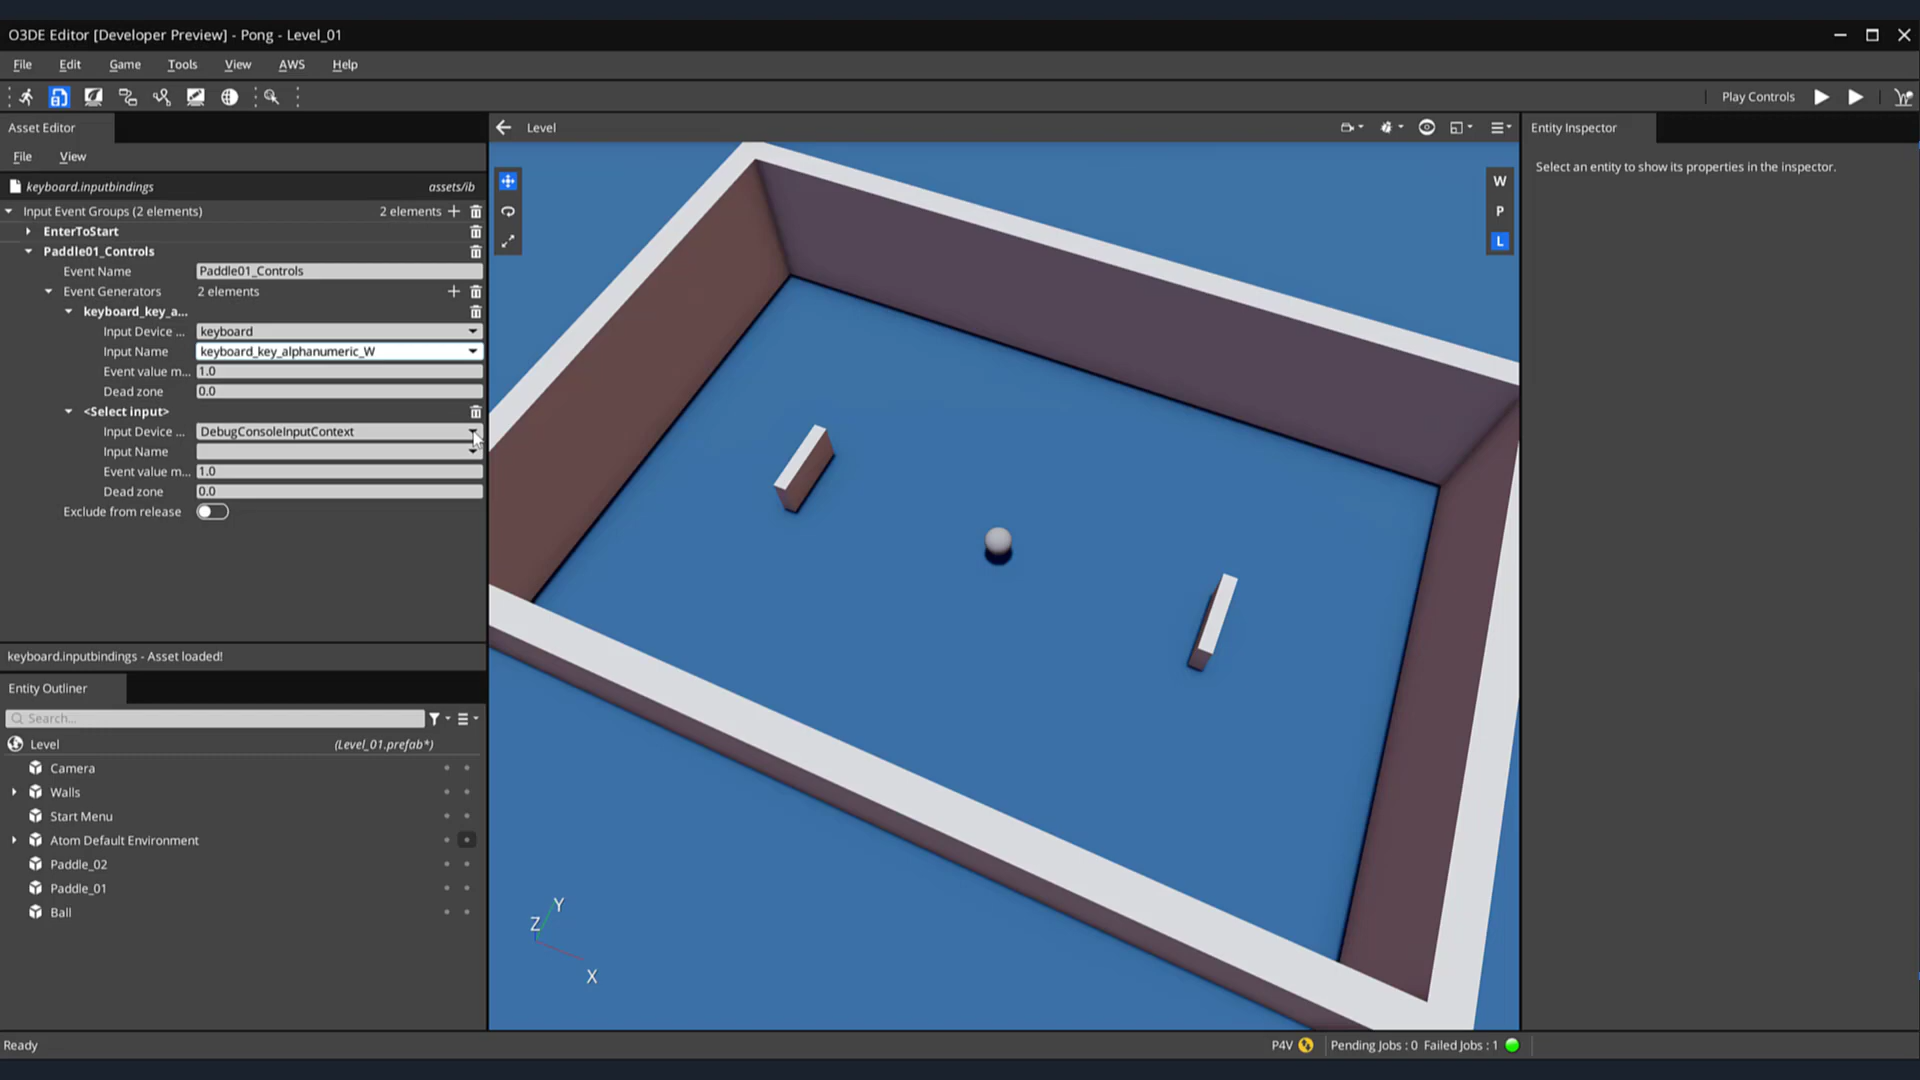 O3DE Editor [Developer Preview] - Pong - Level_01
File Edit Game Tools View AWS Help
Play Controls
Asset Editor
File View
keyboard.inputbindings assets/ib
Input Event Groups (2 elements) 2 elements
EnterToStart
Paddle01_Controls
Event Name Paddle01_Controls
Event Generators 2 elements
keyboard_key_a...
Input Device ... keyboard
Input Name keyboard_key_alphanumeric_W
Event value m... 1.0
Dead zone 0.0
<Select input>
Input Device ... DebugConsoleInputContext
Input Name
Event value m... 1.0
Dead zone 0.0
Exclude from release
keyboard.inputbindings - Asset loaded!
Entity Outliner
Search...
Level (Level_01.prefab*)
Camera
Walls
Start Menu
Atom Default Environment
Paddle_02
Paddle_01
Ball
Level
W
P
L
Y
Z
X
Entity Inspector
Select an entity to show its properties in the inspector.
Ready
P4V Pending Jobs : 0 Failed Jobs : 1